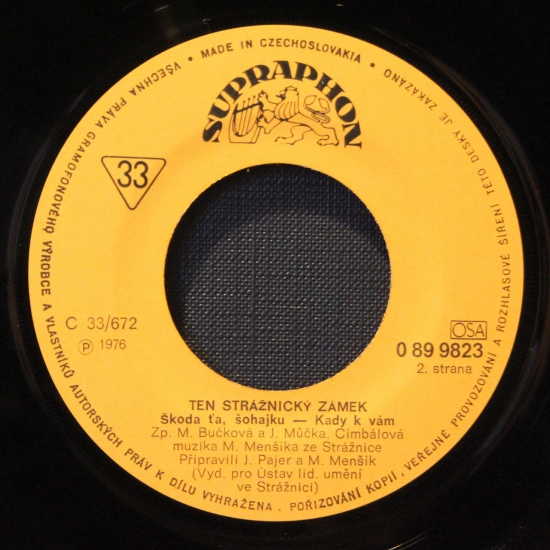 VŠECHNA PRÁVA GRAMOFONOVÉHO VÝROBCE A VLASTNÍKŮ AUTORSKÝCH PRÁV K DÍLU VYHRAŽENA. POŘIZOVÁNÍ KOPIÍ, VEŘEJNÉ PROVOZOVÁNÍ A ROZHLASOVÉ ŠÍŘENÍ TÉTO DESKY JE ZAKÁZÁNO
• MADE IN CZECHOSLOVAKIA •
SUPRAPHON
33
C 33/672
Ⓟ 1976
OSA
0 89 9823
2. strana
TEN STRÁŽNICKÝ ZÁMEK
Škoda ťa, šohajku — Kady k vám
Zp. M. Bučková a J. Můčka, Cimbálová
muzika M. Menšíka ze Strážnice
Připravili J. Pajer a M. Menšík
(Vyd. pro Ústav lid. umění
ve Strážnici)